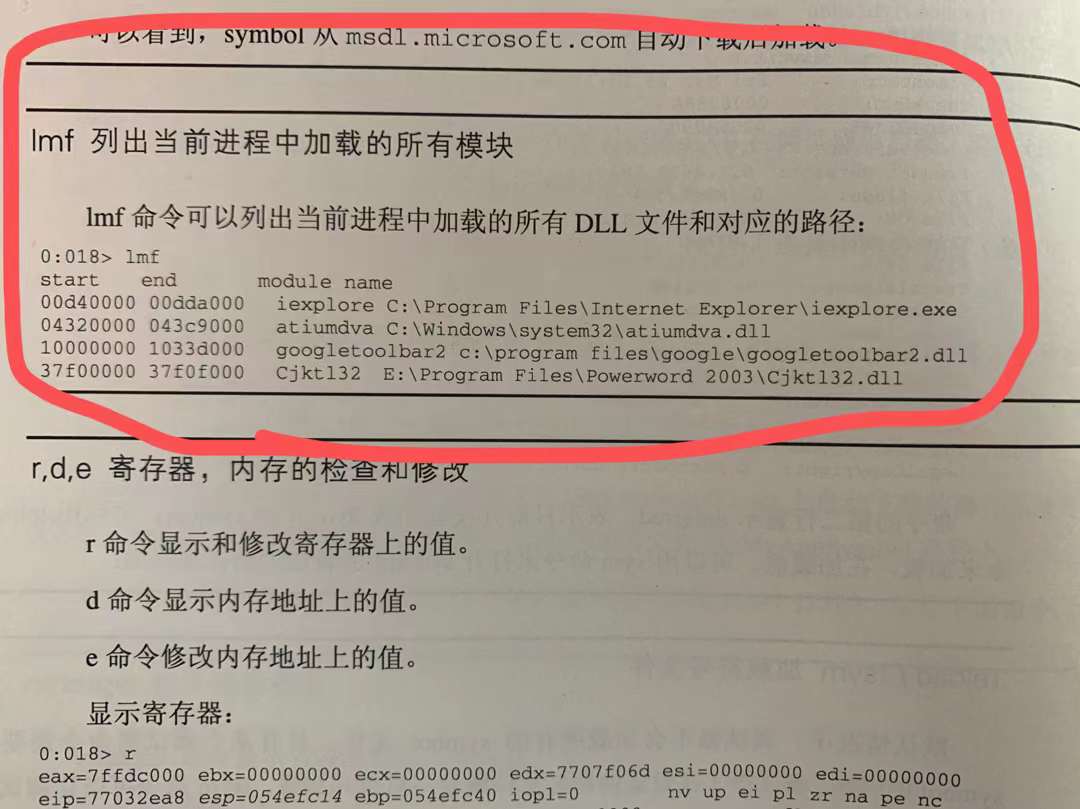 可以看到，symbol 从 msdl.microsoft.com 自动下载后加载。
lmf 列出当前进程中加载的所有模块
lmf 命令可以列出当前进程中加载的所有 DLL 文件和对应的路径：
0:018> lmf
start end module name
00d40000 00dda000 iexplore C:\Program Files\Internet Explorer\iexplore.exe
04320000 043c9000 atiumdva C:\Windows\system32\atiumdva.dll
10000000 1033d000 googletoolbar2 c:\program files\google\googletoolbar2.dll
37f00000 37f0f000 Cjktl32 E:\Program Files\Powerword 2003\Cjktl32.dll
r,d,e 寄存器，内存的检查和修改
r 命令显示和修改寄存器上的值。
d 命令显示内存地址上的值。
e 命令修改内存地址上的值。
显示寄存器：
0:018> r
eax=7ffdc000 ebx=00000000 ecx=00000000 edx=7707f06d esi=00000000 edi=00000000
eip=77032ea8 esp=054efc14 ebp=054efc40 iopl=0 nv up ei pl zr na pe nc